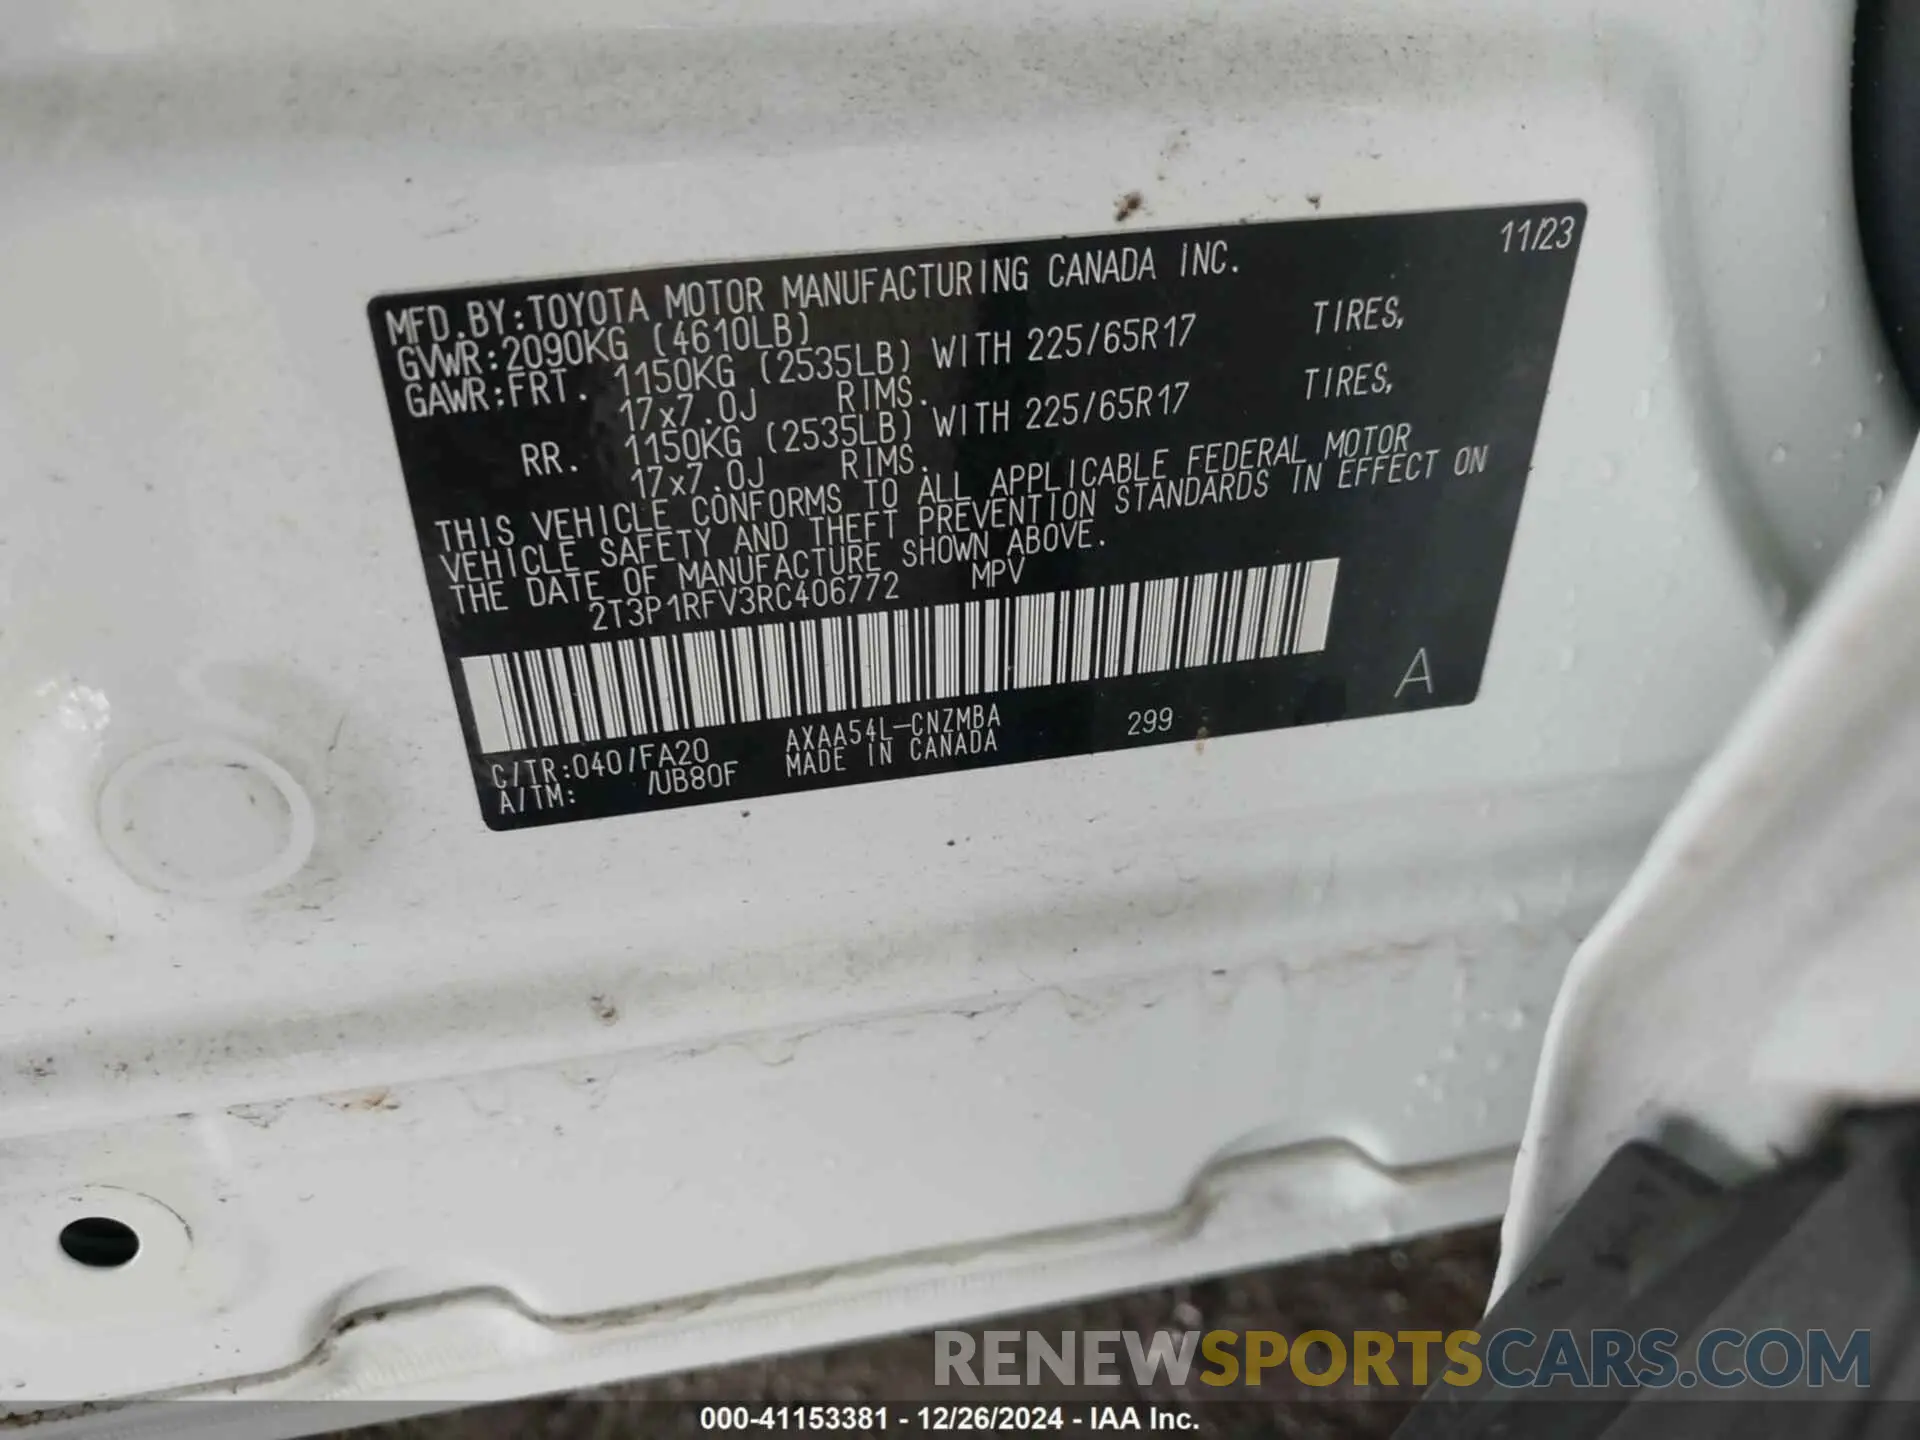 11/23
MFD.BY:TOYOTA MOTOR MANUFACTURING CANADA INC.
GVWR:2090KG (4610LB)
GAWR:FRT. 1150KG (2535LB) WITH 225/65R17 TIRES,
17x7.0J RIMS.
RR. 1150KG (2535LB) WITH 225/65R17 TIRES,
17x7.0J RIMS.
THIS VEHICLE CONFORMS TO ALL APPLICABLE FEDERAL MOTOR
VEHICLE SAFETY AND THEFT PREVENTION STANDARDS IN EFFECT ON
THE DATE OF MANUFACTURE SHOWN ABOVE.
2T3P1RFV3RC406772 MPV
A
C/TR:040/FA20 AXAA54L-CNZMBA 299
A/TM: /UB80F MADE IN CANADA
RENEWSPORTSCARS.COM
000-41153381 - 12/26/2024 - IAA Inc.